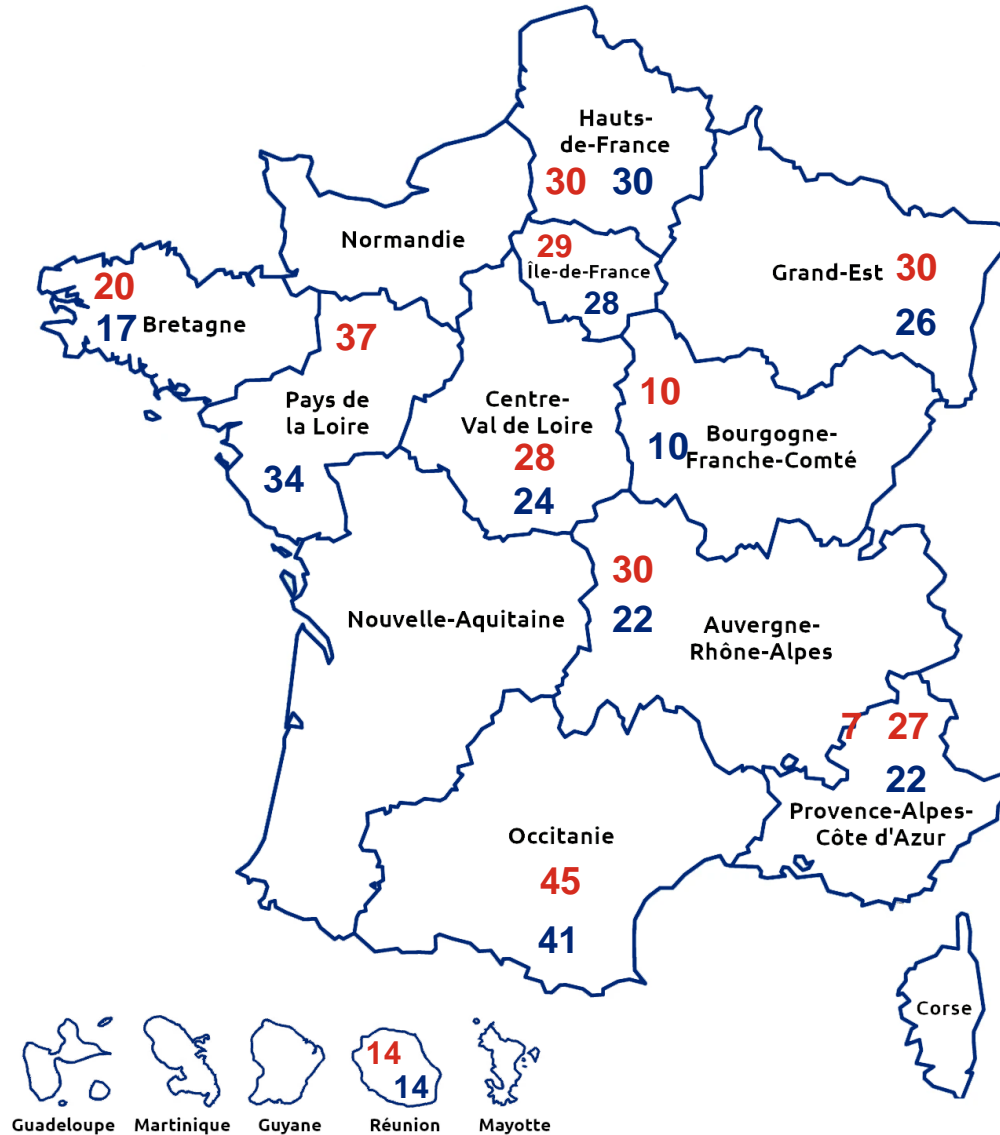 Hauts-
de-France
30 30
Normandie
29
Île-de-France
28
Grand-Est 30
26
20
17 Bretagne
37
Pays de
la Loire
34
Centre-
Val de Loire
28
24
10
10 Bourgogne-
Franche-Comté
30
22
Auvergne-
Rhône-Alpes
Nouvelle-Aquitaine
7 27
22
Provence-Alpes-
Côte d'Azur
Occitanie
45
41
Corse
14
14
Guadeloupe Martinique Guyane Réunion Mayotte